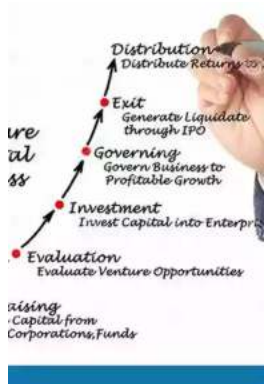 Distribution
Distribute Returns to
Exit
Generate Liquidate
through IPO
Governing
Govern Business to
Profitable Growth
Investment
Invest Capital into Enterpris
Evaluation
Evaluate Venture Opportunities
ure
al
ss
aising
Capital from
Corporations,Funds